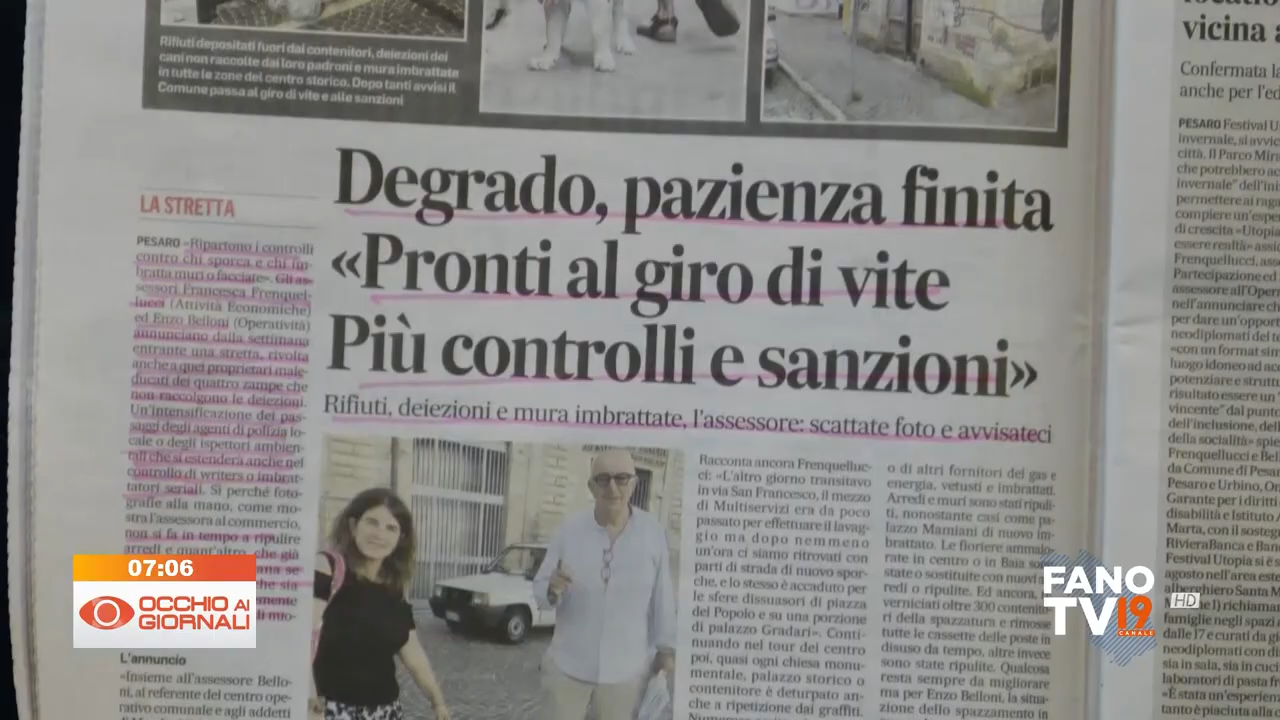 Rifiuti depositati fuori dai contenitori, deiezioni dei
cani non raccolte dai loro padroni e mura imbrattate
in tutte le zone del centro storico. Dopo tanti avvisi il
Comune passa al giro di vite e alle sanzioni
Degrado, pazienza finita
«Pronti al giro di vite
Più controlli e sanzioni»
Rifiuti, deiezioni e mura imbrattate, l'assessore: scattate foto e avvisateci
LA STRETTA
PESARO «Ripartono i controlli
contro chi sporca e chi im-
bratta muri o facciate». Gli as-
sessori Francesca Frenquel-
lucci (Attività Economiche)
ed Enzo Belloni (Operatività)
annunciano dalla settimana
entrante una stretta, rivolta
anche a quei proprietari male-
ducati dei quattro zampe che
non raccolgono le deiezioni.
Un'intensificazione dei pas-
saggi degli agenti di polizia lo-
cale o degli ispettori ambien-
tali che si estenderà anche nel
controllo di writers o imbrat-
tatori seriali. Sì perché foto-
grafie alla mano, come mo-
stra l'assessora al commercio,
non si fa in tempo a ripulire
arredi e quant'altro, che già
L'annuncio
«Insieme all'assessore Bello-
ni, al referente del centro ope-
rativo comunale e agli addetti
Racconta ancora Frenquelluc-
ci: «L'altro giorno transitavo
in via San Francesco, il mezzo
di Multiservizi era da poco
passato per effettuare il lavag-
gio ma dopo nemmeno
un'ora ci siamo ritrovati con
parti di strada di nuovo spor-
che, e lo stesso è accaduto per
le sfere dissuasori di piazza
del Popolo e su una porzione
di palazzo Gradari». Conti-
nuando nel tour del centro
poi, quasi ogni chiesa monu-
mentale, palazzo storico o
contenitore è deturpato an-
che a ripetizione dai graffiti.
o di altri fornitori del gas e
energia, vetusti e imbrattati.
Arredi e muri sono stati ripuli-
ti, nonostante casi come pa-
lazzo Mamiani di nuovo im-
brattato. Le fioriere ammalo-
rate in centro o in Baia sono
state o sostituite con nuovi ar-
redi o ripulite. Ed ancora,
verniciati oltre 300 contenito-
ri della spazzatura e rimosse
tutte le cassette delle poste in
disuso da tempo, altre invece
sono state ripulite. Qualcosa
resta sempre da migliorare
ma per Enzo Belloni, la situa-
zione dello spazzamento in
vicina a
Confermata la
anche per l'ed
PESARO Festival U
invernale, si avvic
città. Il Parco Mir
che potrebbero ac
invernale" dell'ini
permettere ai raga
compiere un'espe
di crescita «Utopia
essere realtà» assi
Frenquellucci, ass
Partecipazione ed
assessore all'Oper
nell'annunciare ch
per dare un'opport
neodiplomati del te
«con un format sim
luogo idoneo ad acc
potenziare e strutt
risultato essere un "
vincente" dal punto
dell'inclusione, dell
della socialità» spie
Frenquellucci e Bel
da Comune di Pesa
Pesaro e Urbino, Or
Garante per i diritti
disabilità e Istituto
Marta, con il sosteg
RivieraBanca e Ban
Festival Utopia si è s
agosto nell'area este
alberghiero Santa M
famiglie negli spazi
dalle 17 e curati da g
neodiplomati con di
sia in sala, sia in cuci
laboratori di pasta fr
«È stata un'esperien
tanto è piaciuta alla c
07:06
OCCHIO AI
GIORNALI
FANO
TV19
CANALE
HD